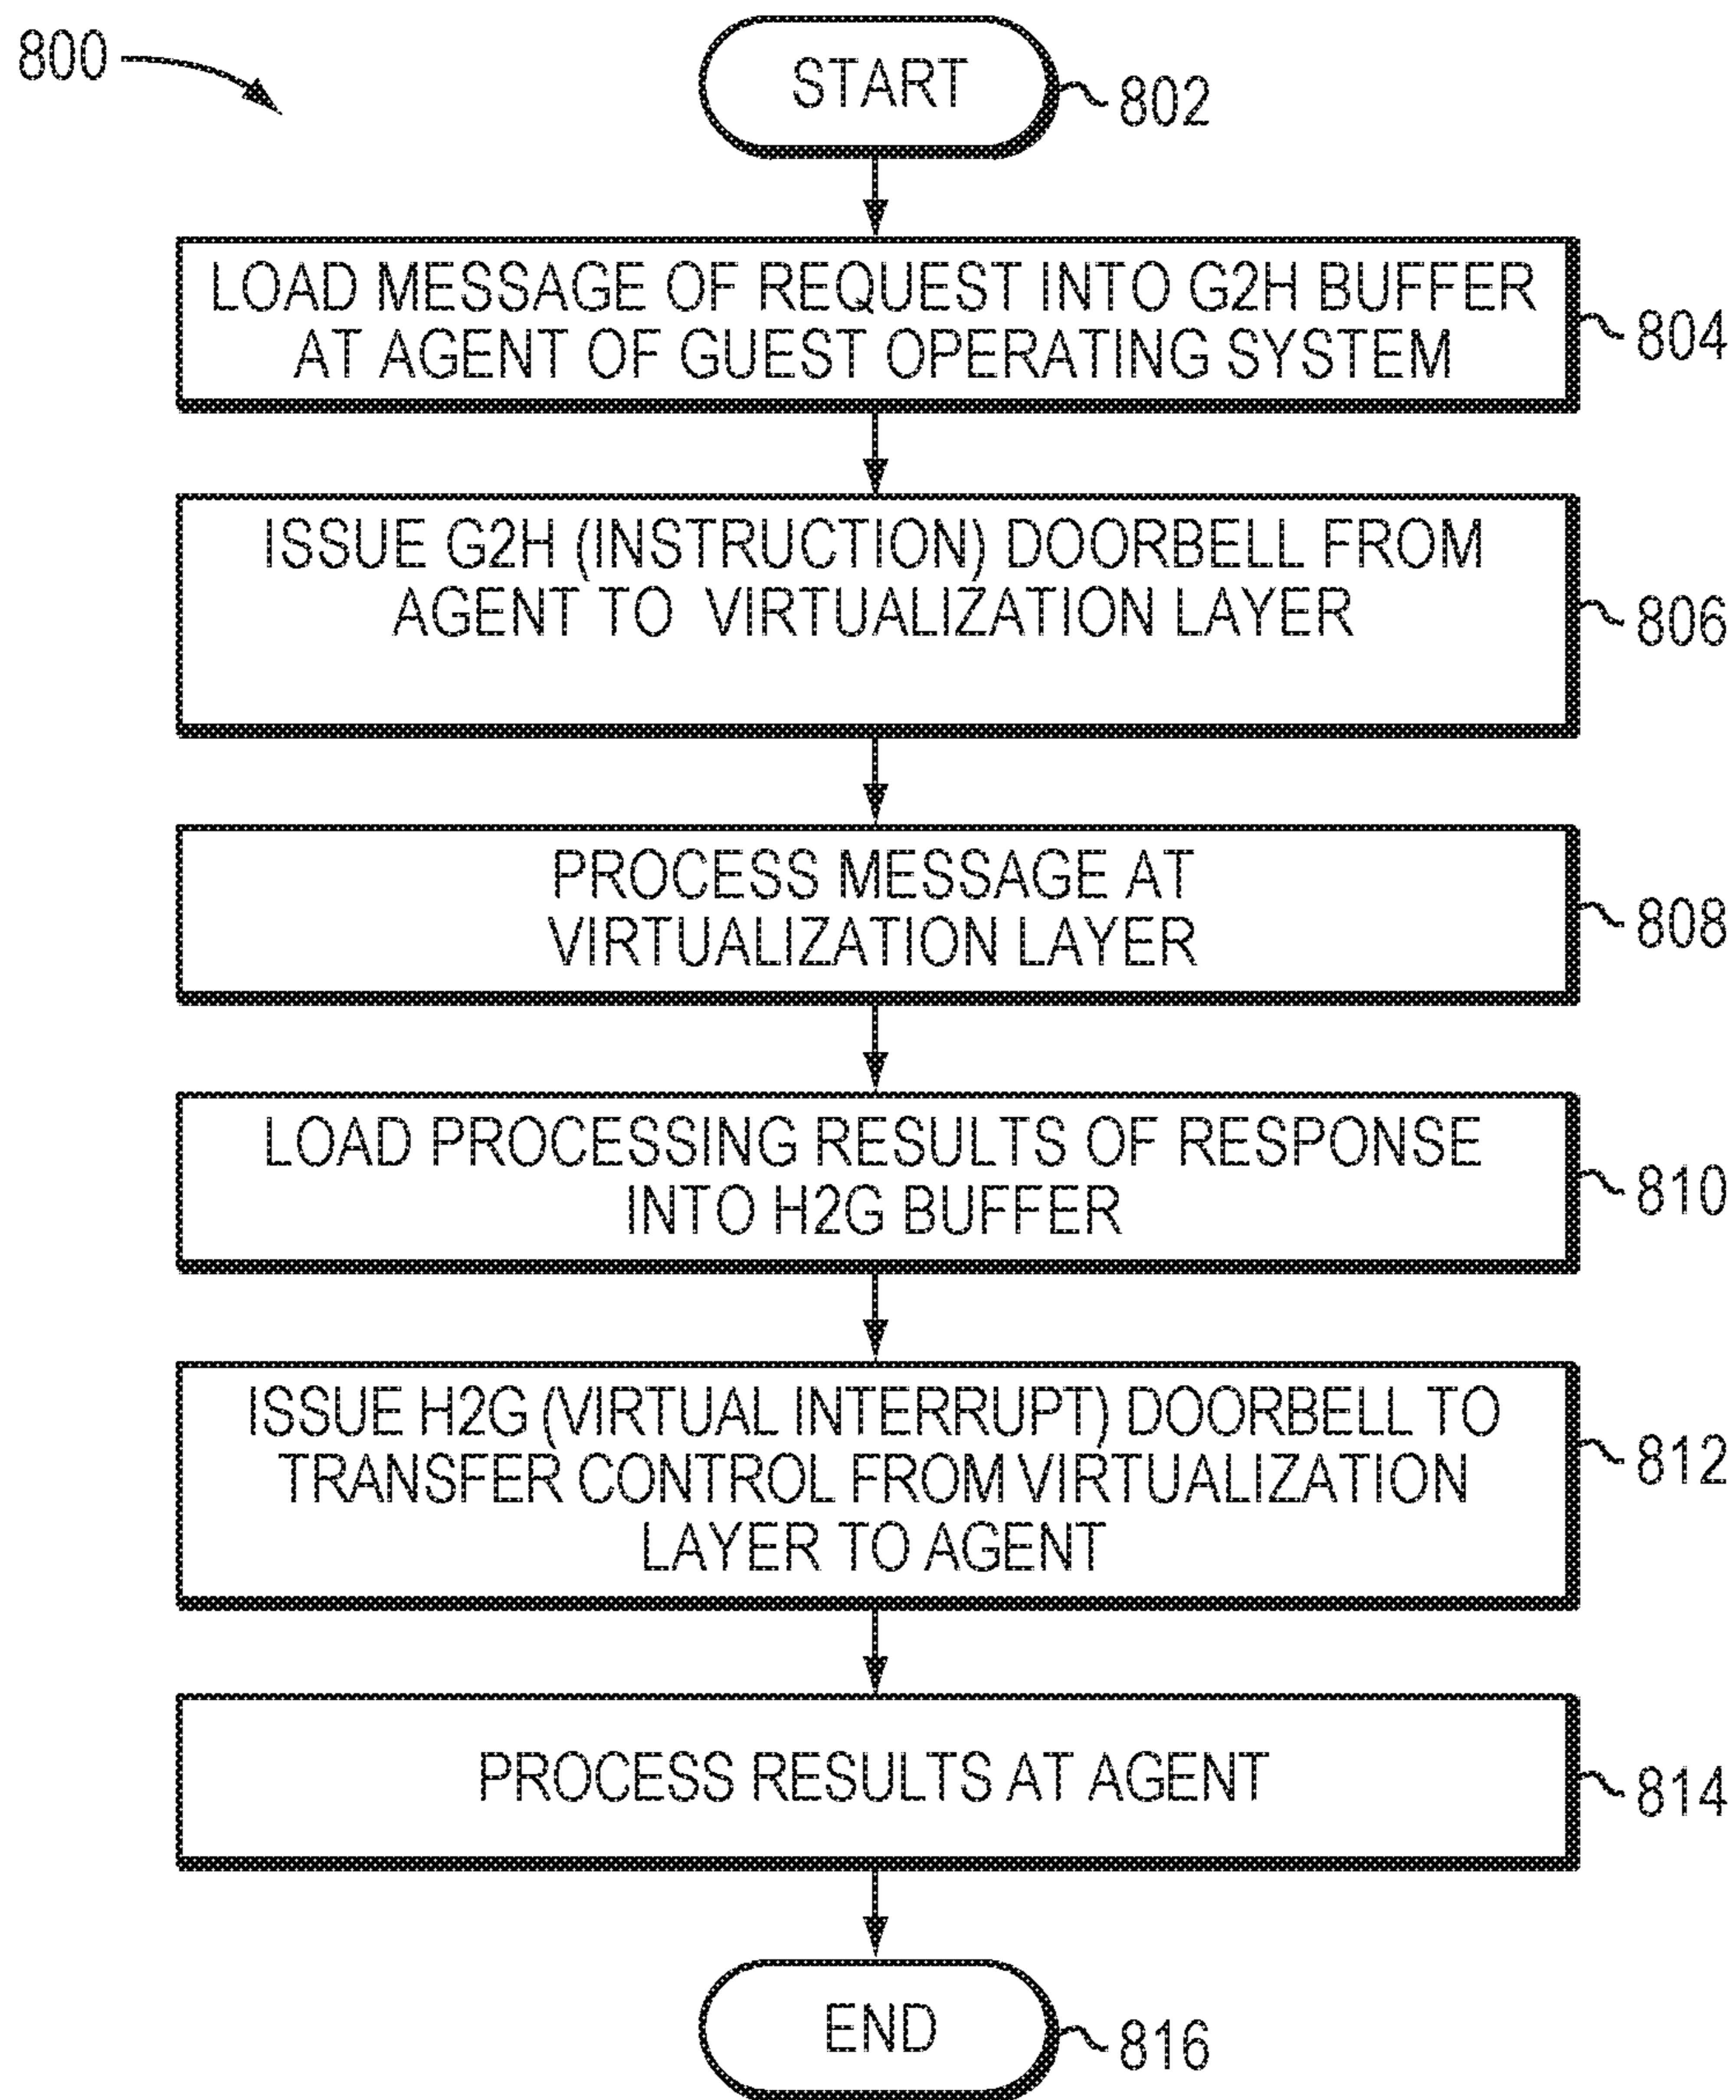 800
START
802
LOAD MESSAGE OF REQUEST INTO G2H BUFFER
AT AGENT OF GUEST OPERATING SYSTEM
804
ISSUE G2H (INSTRUCTION) DOORBELL FROM
AGENT TO VIRTUALIZATION LAYER
806
PROCESS MESSAGE AT
VIRTUALIZATION LAYER
808
LOAD PROCESSING RESULTS OF RESPONSE
INTO H2G BUFFER
810
ISSUE H2G (VIRTUAL INTERRUPT) DOORBELL TO
TRANSFER CONTROL FROM VIRTUALIZATION
LAYER TO AGENT
812
PROCESS RESULTS AT AGENT
814
END
816